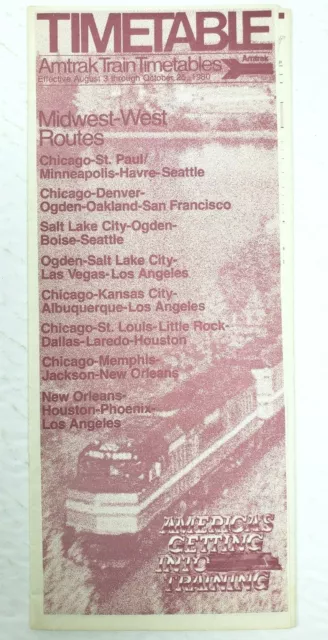 TIMETABLE
Amtrak Train Timetables
Amtrak
Effective August 3 through October 25, 1980
Midwest-West
Routes
Chicago-St. Paul/
Minneapolis-Havre-Seattle
Chicago-Denver-
Ogden-Oakland-San Francisco
Salt Lake City-Ogden-
Boise-Seattle
Ogden-Salt Lake City-
Las Vegas-Los Angeles
Chicago-Kansas City-
Albuquerque-Los Angeles
Chicago-St. Louis-Little Rock-
Dallas-Laredo-Houston
Chicago-Memphis-
Jackson-New Orleans
New Orleans-
Houston-Phoenix-
Los Angeles
AMERICA'S
GETTING
INTO
TRAINING